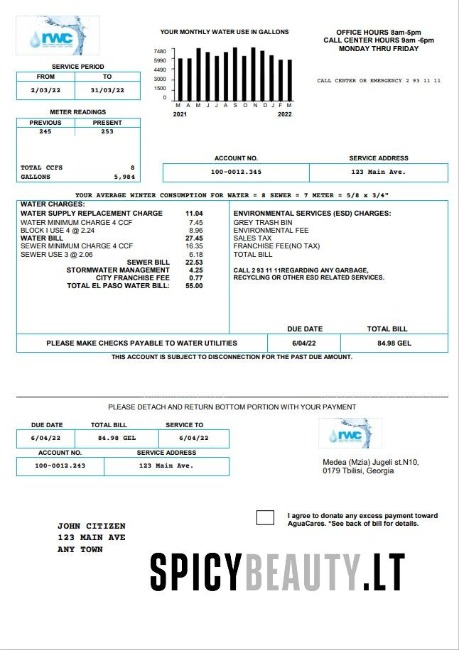 rwc
YOUR MONTHLY WATER USE IN GALLONS
OFFICE HOURS 8am-5pm
CALL CENTER HOURS 9am -6pm
MONDAY THRU FRIDAY
SERVICE PERIOD
FROM TO
2/03/22 31/03/22
7480
5990
4490
3000
1500
0
M A M J J A S O N D J F M
2021 2022
CALL CENTER OR EMERGENCY 2 93 11 11
METER READINGS
PREVIOUS PRESENT
245 253
TOTAL CCFS 8
GALLONS 5,984
ACCOUNT NO. SERVICE ADDRESS
100-0012.345 123 Main Ave.
YOUR AVERAGE WINTER CONSUMPTION FOR WATER = 8 SEWER = 7 METER = 5/8 x 3/4"
WATER CHARGES:
WATER SUPPLY REPLACEMENT CHARGE 11.04
WATER MINIMUM CHARGE 4 CCF 7.45
BLOCK I USE 4 @ 2.24 8.96
WATER BILL 27.45
SEWER MINIMUM CHARGE 4 CCF 16.35
SEWER USE 3 @ 2.06 6.18
SEWER BILL 22.53
STORMWATER MANAGEMENT 4.25
CITY FRANCHISE FEE 0.77
TOTAL EL PASO WATER BILL: 55.00
ENVIRONMENTAL SERVICES (ESD) CHARGES:
GREY TRASH BIN
ENVIRONMENTAL FEE
SALES TAX
FRANCHISE FEE(NO TAX)
TOTAL BILL
CALL 2 93 11 11REGARDING ANY GARBAGE,
RECYCLING OR OTHER ESD RELATED SERVICES.
DUE DATE TOTAL BILL
PLEASE MAKE CHECKS PAYABLE TO WATER UTILITIES 6/04/22 84.98 GEL
THIS ACCOUNT IS SUBJECT TO DISCONNECTION FOR THE PAST DUE AMOUNT.
PLEASE DETACH AND RETURN BOTTOM PORTION WITH YOUR PAYMENT
DUE DATE TOTAL BILL SERVICE TO
6/04/22 84.98 GEL 6/04/22
ACCOUNT NO. SERVICE ADDRESS
100-0012.243 123 Main Ave.
rwc
Medea (Mzia) Jugeli st.N10,
0179 Tbilisi, Georgia
I agree to donate any excess payment toward
AguaCares. *See back of bill for details.
JOHN CITIZEN
123 MAIN AVE
ANY TOWN
SPICYBEAUTY.LT